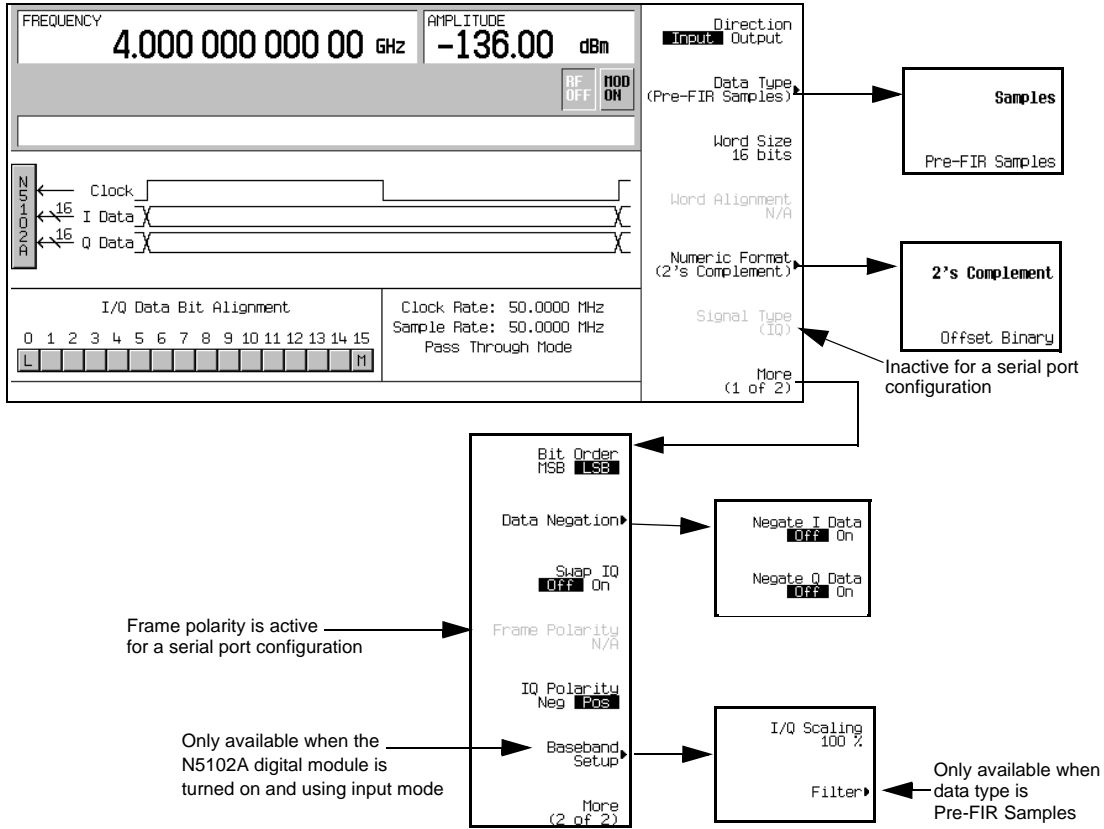 FREQUENCY
4.000 000 000 00 GHz
AMPLITUDE
-136.00 dBm
RF
OFF
MOD
ON
N5102A
Clock
16 I Data
16 Q Data
I/Q Data Bit Alignment
0 1 2 3 4 5 6 7 8 9 10 11 12 13 14 15
L M
Clock Rate: 50.0000 MHz
Sample Rate: 50.0000 MHz
Pass Through Mode
Direction
Input Output
Data Type
(Pre-FIR Samples)
Word Size
16 bits
Word Alignment
N/A
Numeric Format
(2's Complement)
Signal Type
(IQ)
More
(1 of 2)
Samples
Pre-FIR Samples
2's Complement
Offset Binary
Inactive for a serial port
configuration
Bit Order
MSB LSB
Data Negation
Swap IQ
Off On
Frame Polarity
N/A
IQ Polarity
Neg Pos
Baseband
Setup
More
(2 of 2)
Negate I Data
Off On
Negate Q Data
Off On
Frame polarity is active
for a serial port configuration
Only available when the
N5102A digital module is
turned on and using input mode
I/Q Scaling
100 %
Filter
Only available when
data type is
Pre-FIR Samples